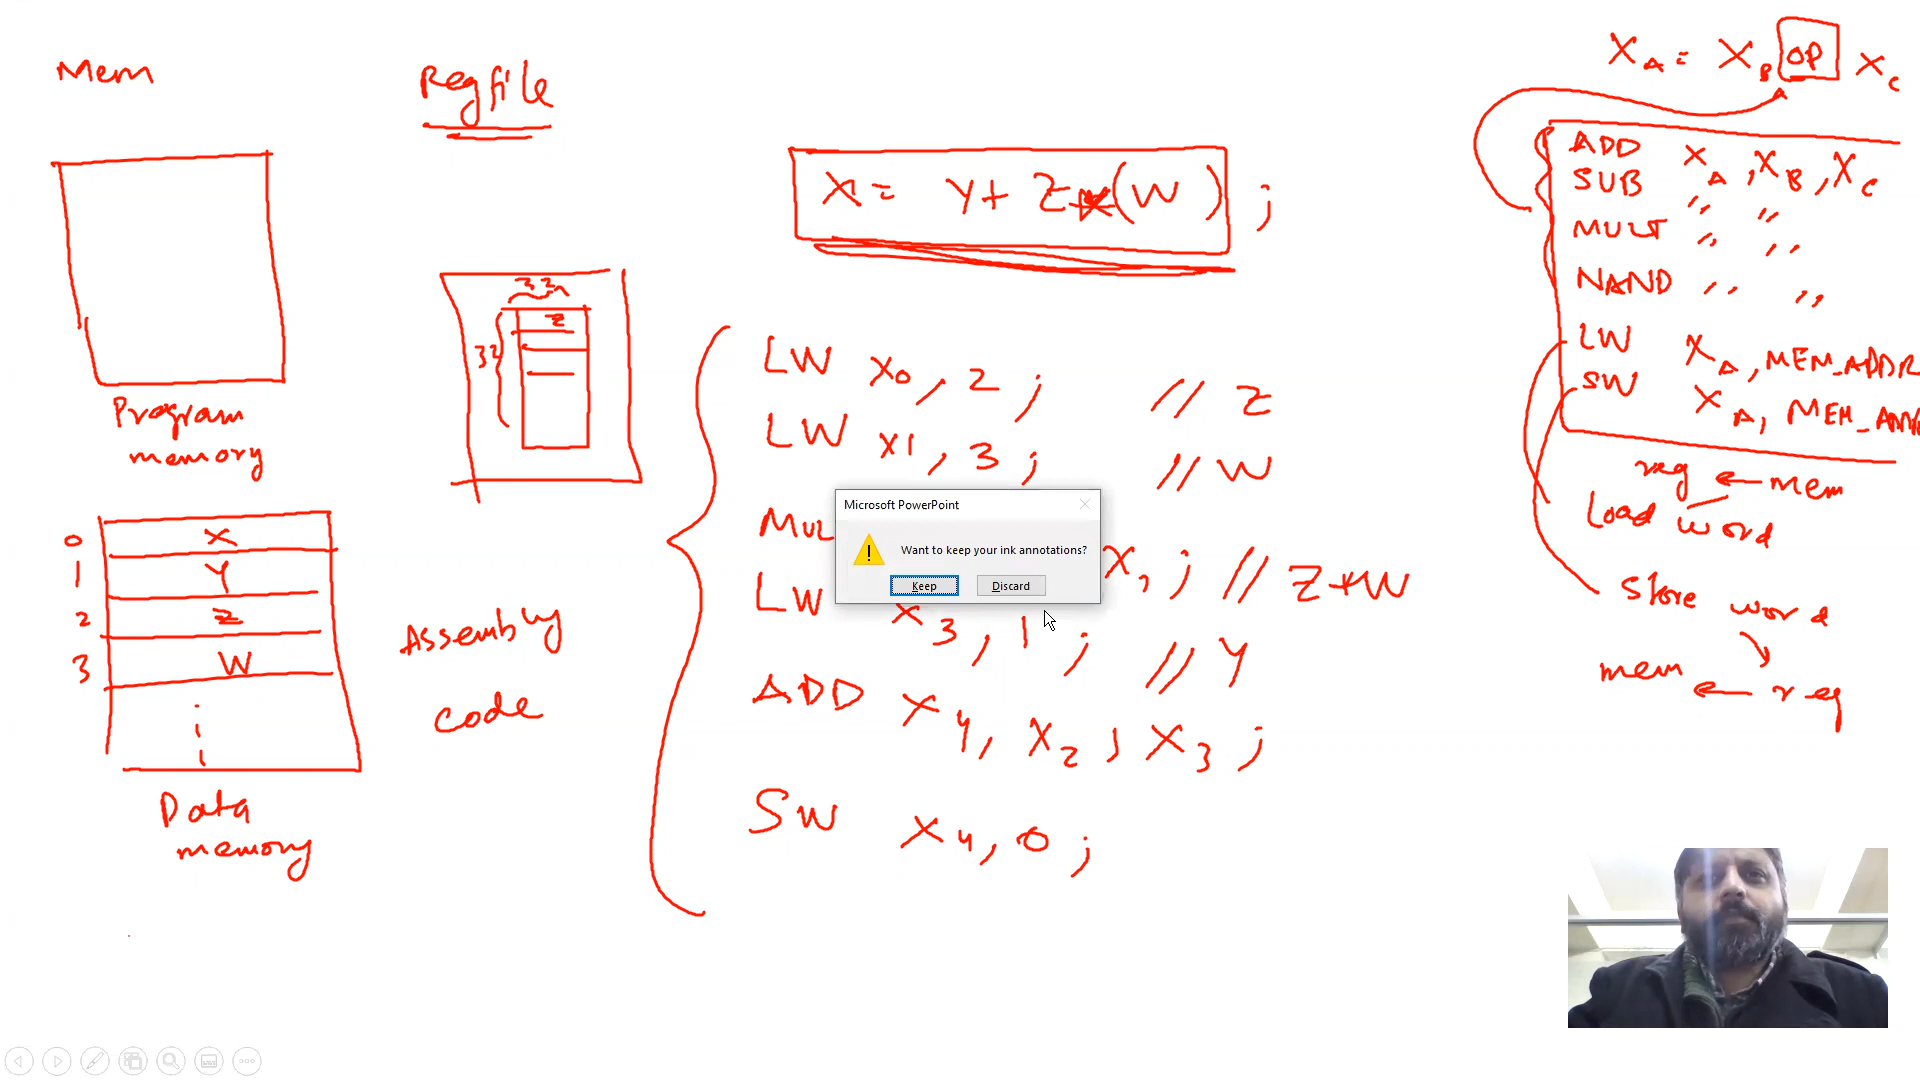 Mem
Program
memory
0 X
1 Y
2 Z
3 W
Data
memory
Regfile
32
32
Z
Assembly
code
X = Y + Z * (W) ;
LW X0, 2 ; // Z
LW X1, 3 ; // W
MUL X, ; // Z*W
LW X3, 1 ; // Y
ADD X4, X2, X3 ;
SW X4, 0 ;
Microsoft PowerPoint
Want to keep your ink annotations?
Keep
Discard
XA = XB OP XC
ADD XA, XB, XC
SUB " "
MULT " "
NAND " "
LW XA, MEM_ADDR
SW XA,
reg ← mem
Load word
store word
mem ← reg